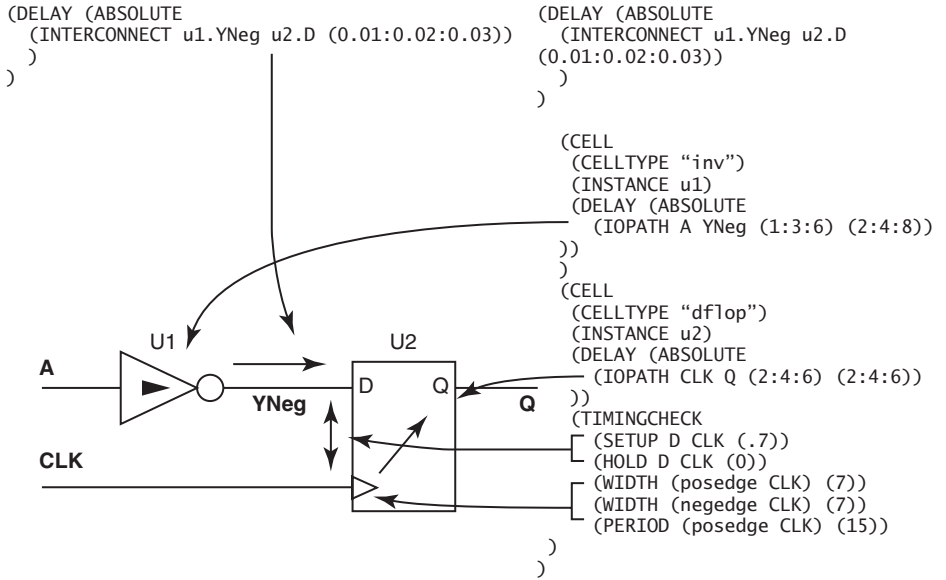 (DELAY (ABSOLUTE
(INTERCONNECT u1.YNeg u2.D (0.01:0.02:0.03))
)
)
(DELAY (ABSOLUTE
(INTERCONNECT u1.YNeg u2.D
(0.01:0.02:0.03))
)
)
(CELL
(CELLTYPE “inv”)
(INSTANCE u1)
(DELAY (ABSOLUTE
(IOPATH A YNeg (1:3:6) (2:4:8))
))
)
(CELL
(CELLTYPE “dflop”)
(INSTANCE u2)
(DELAY (ABSOLUTE
(IOPATH CLK Q (2:4:6) (2:4:6))
))
(TIMINGCHECK
(SETUP D CLK (.7))
(HOLD D CLK (0))
(WIDTH (posedge CLK) (7))
(WIDTH (negedge CLK) (7))
(PERIOD (posedge CLK) (15))
)
)
U1
U2
A
D
Q
YNeg
Q
CLK